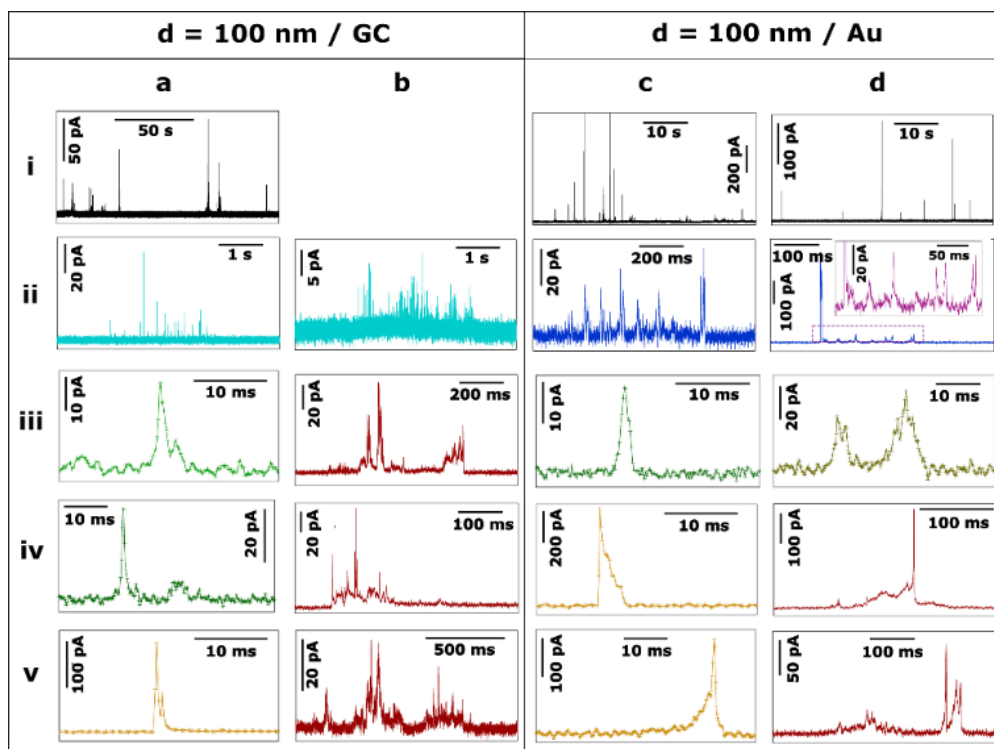 d = 100 nm / GC
d = 100 nm / Au
a
b
c
d
i
50 pA
50 s
10 s
200 pA
100 pA
10 s
ii
20 pA
1 s
5 pA
1 s
20 pA
200 ms
100 ms
100 pA
20 pA
50 ms
iii
10 pA
10 ms
20 pA
200 ms
10 pA
10 ms
20 pA
10 ms
iv
10 ms
20 pA
20 pA
100 ms
200 pA
10 ms
100 pA
100 ms
v
100 pA
10 ms
20 pA
500 ms
100 pA
10 ms
50 pA
100 ms